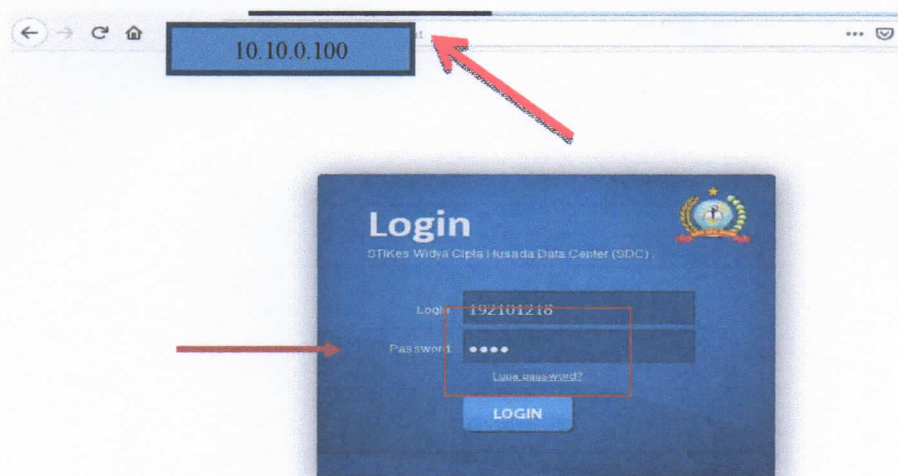 10.10.0.100
Login
STIKes Widya Cipta Husada Data Center (SDC)
Login 192101218
Password ●●●●
Lupa password?
LOGIN